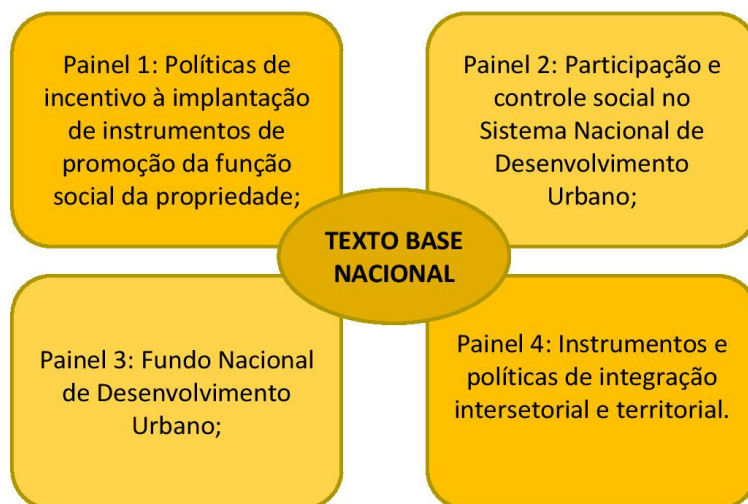 Painel 1: Políticas de
incentivo à implantação
de instrumentos de
promoção da função
social da propriedade;
Painel 2: Participação e
controle social no
Sistema Nacional de
Desenvolvimento
Urbano;
TEXTO BASE
NACIONAL
Painel 3: Fundo Nacional
de Desenvolvimento
Urbano;
Painel 4: Instrumentos e
políticas de integração
intersetorial e territorial.